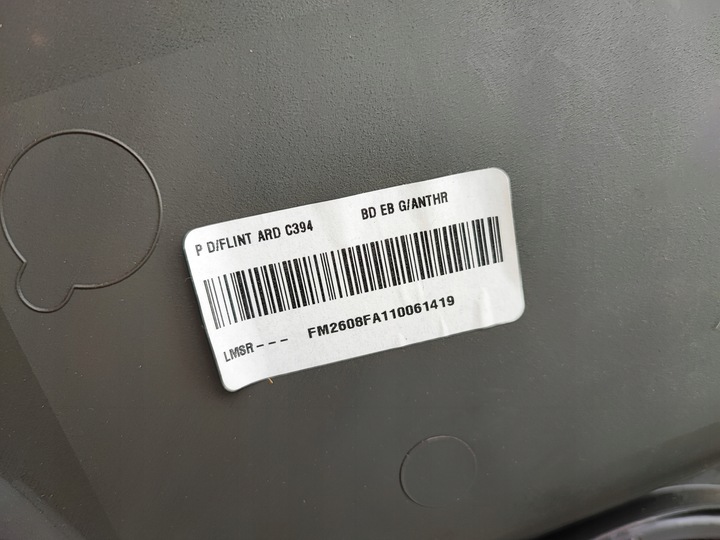 P D/FLINT ARD C394 BD EB G/ANTHR
LMSR--- FM2608FA110061419